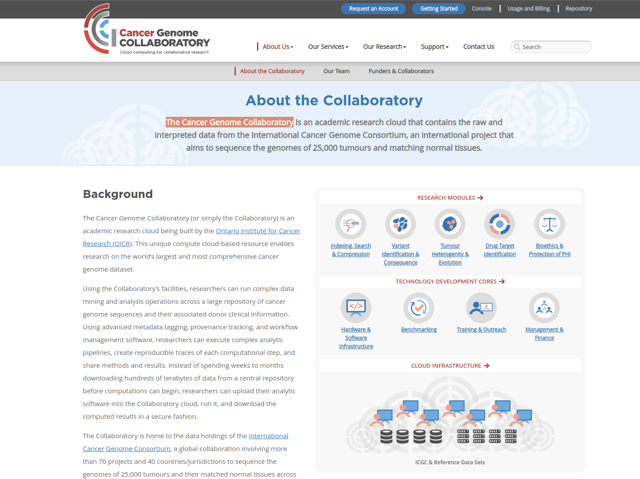 Request an Account
Getting Started
Console
Usage and Billing
Repository
Cancer Genome
COLLABORATORY
Cloud computing for collaborative research
About Us
Our Services
Our Research
Support
Contact Us
Search
About the Collaboratory
Our Team
Funders & Collaborators
About the Collaboratory
The Cancer Genome Collaboratory is an academic research cloud that contains the raw and
interpreted data from the International Cancer Genome Consortium, an international project that
aims to sequence the genomes of 25,000 tumours and matching normal tissues.
Background
The Cancer Genome Collaboratory (or simply the Collaboratory) is an
academic research cloud being built by the Ontario Institute for Cancer
Research (OICR). This unique compute cloud-based resource enables
research on the world's largest and most comprehensive cancer
genome dataset.
Using the Collaboratory's facilities, researchers can run complex data
mining and analysis operations across a large repository of cancer
genome sequences and their associated donor clinical information.
Using advanced metadata tagging, provenance tracking, and workflow
management software, researchers can execute complex analytic
pipelines, create reproducible traces of each computational step, and
share methods and results. Instead of spending weeks to months
downloading hundreds of terabytes of data from a central repository
before computations can begin, researchers can upload their analytic
software into the Collaboratory cloud, run it, and download the
computed results in a secure fashion.
The Collaboratory is home to the data holdings of the International
Cancer Genome Consortium, a global collaboration involving more
than 70 projects and 40 countries/jurisdictions to sequence the
genomes of 25,000 tumours and their matched normal tissues across
RESEARCH MODULES
Indexing, Search
& Compression
Variant
Identification &
Consequence
Tumour
Heterogenity &
Evolution
Drug Target
Identification
Bioethics &
Protection of PHI
TECHNOLOGY DEVELOPMENT CORES
Hardware &
Software
Infrastructure
Benchmarking
Training & Outreach
Management &
Finance
CLOUD INFRASTRUCTURE
ICGC & Reference Data Sets